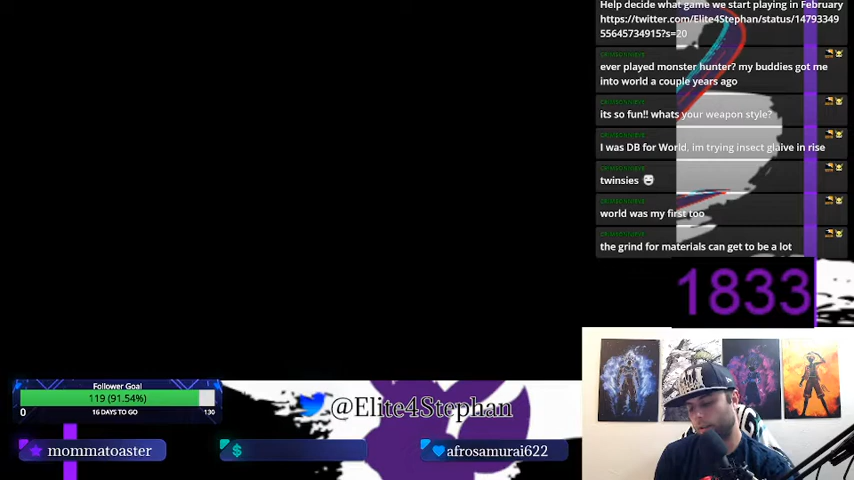 Help decide what game we start playing in February
https://twitter.com/Elite4Stephan/status/14793349
55645734915?s=20
ever played monster hunter? my buddies got me
into world a couple years ago
its so fun!! whats your weapon style?
I was DB for World, im trying insect glaive in rise
twinsies
world was my first too
the grind for materials can get to be a lot
1833
Follower Goal
119 (91.54%)
0 16 DAYS TO GO 130
@Elite4Stephan
mommatoaster
$
afrosamurai622